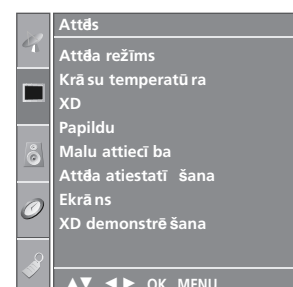 Attēls
Attēla režīms
Krāsu temperatūra
XD
Papildu
Malu attiecība
Attēla atiestatīšana
Ekrāns
XD demonstrēšana
▲▼ ◄► OK MENU